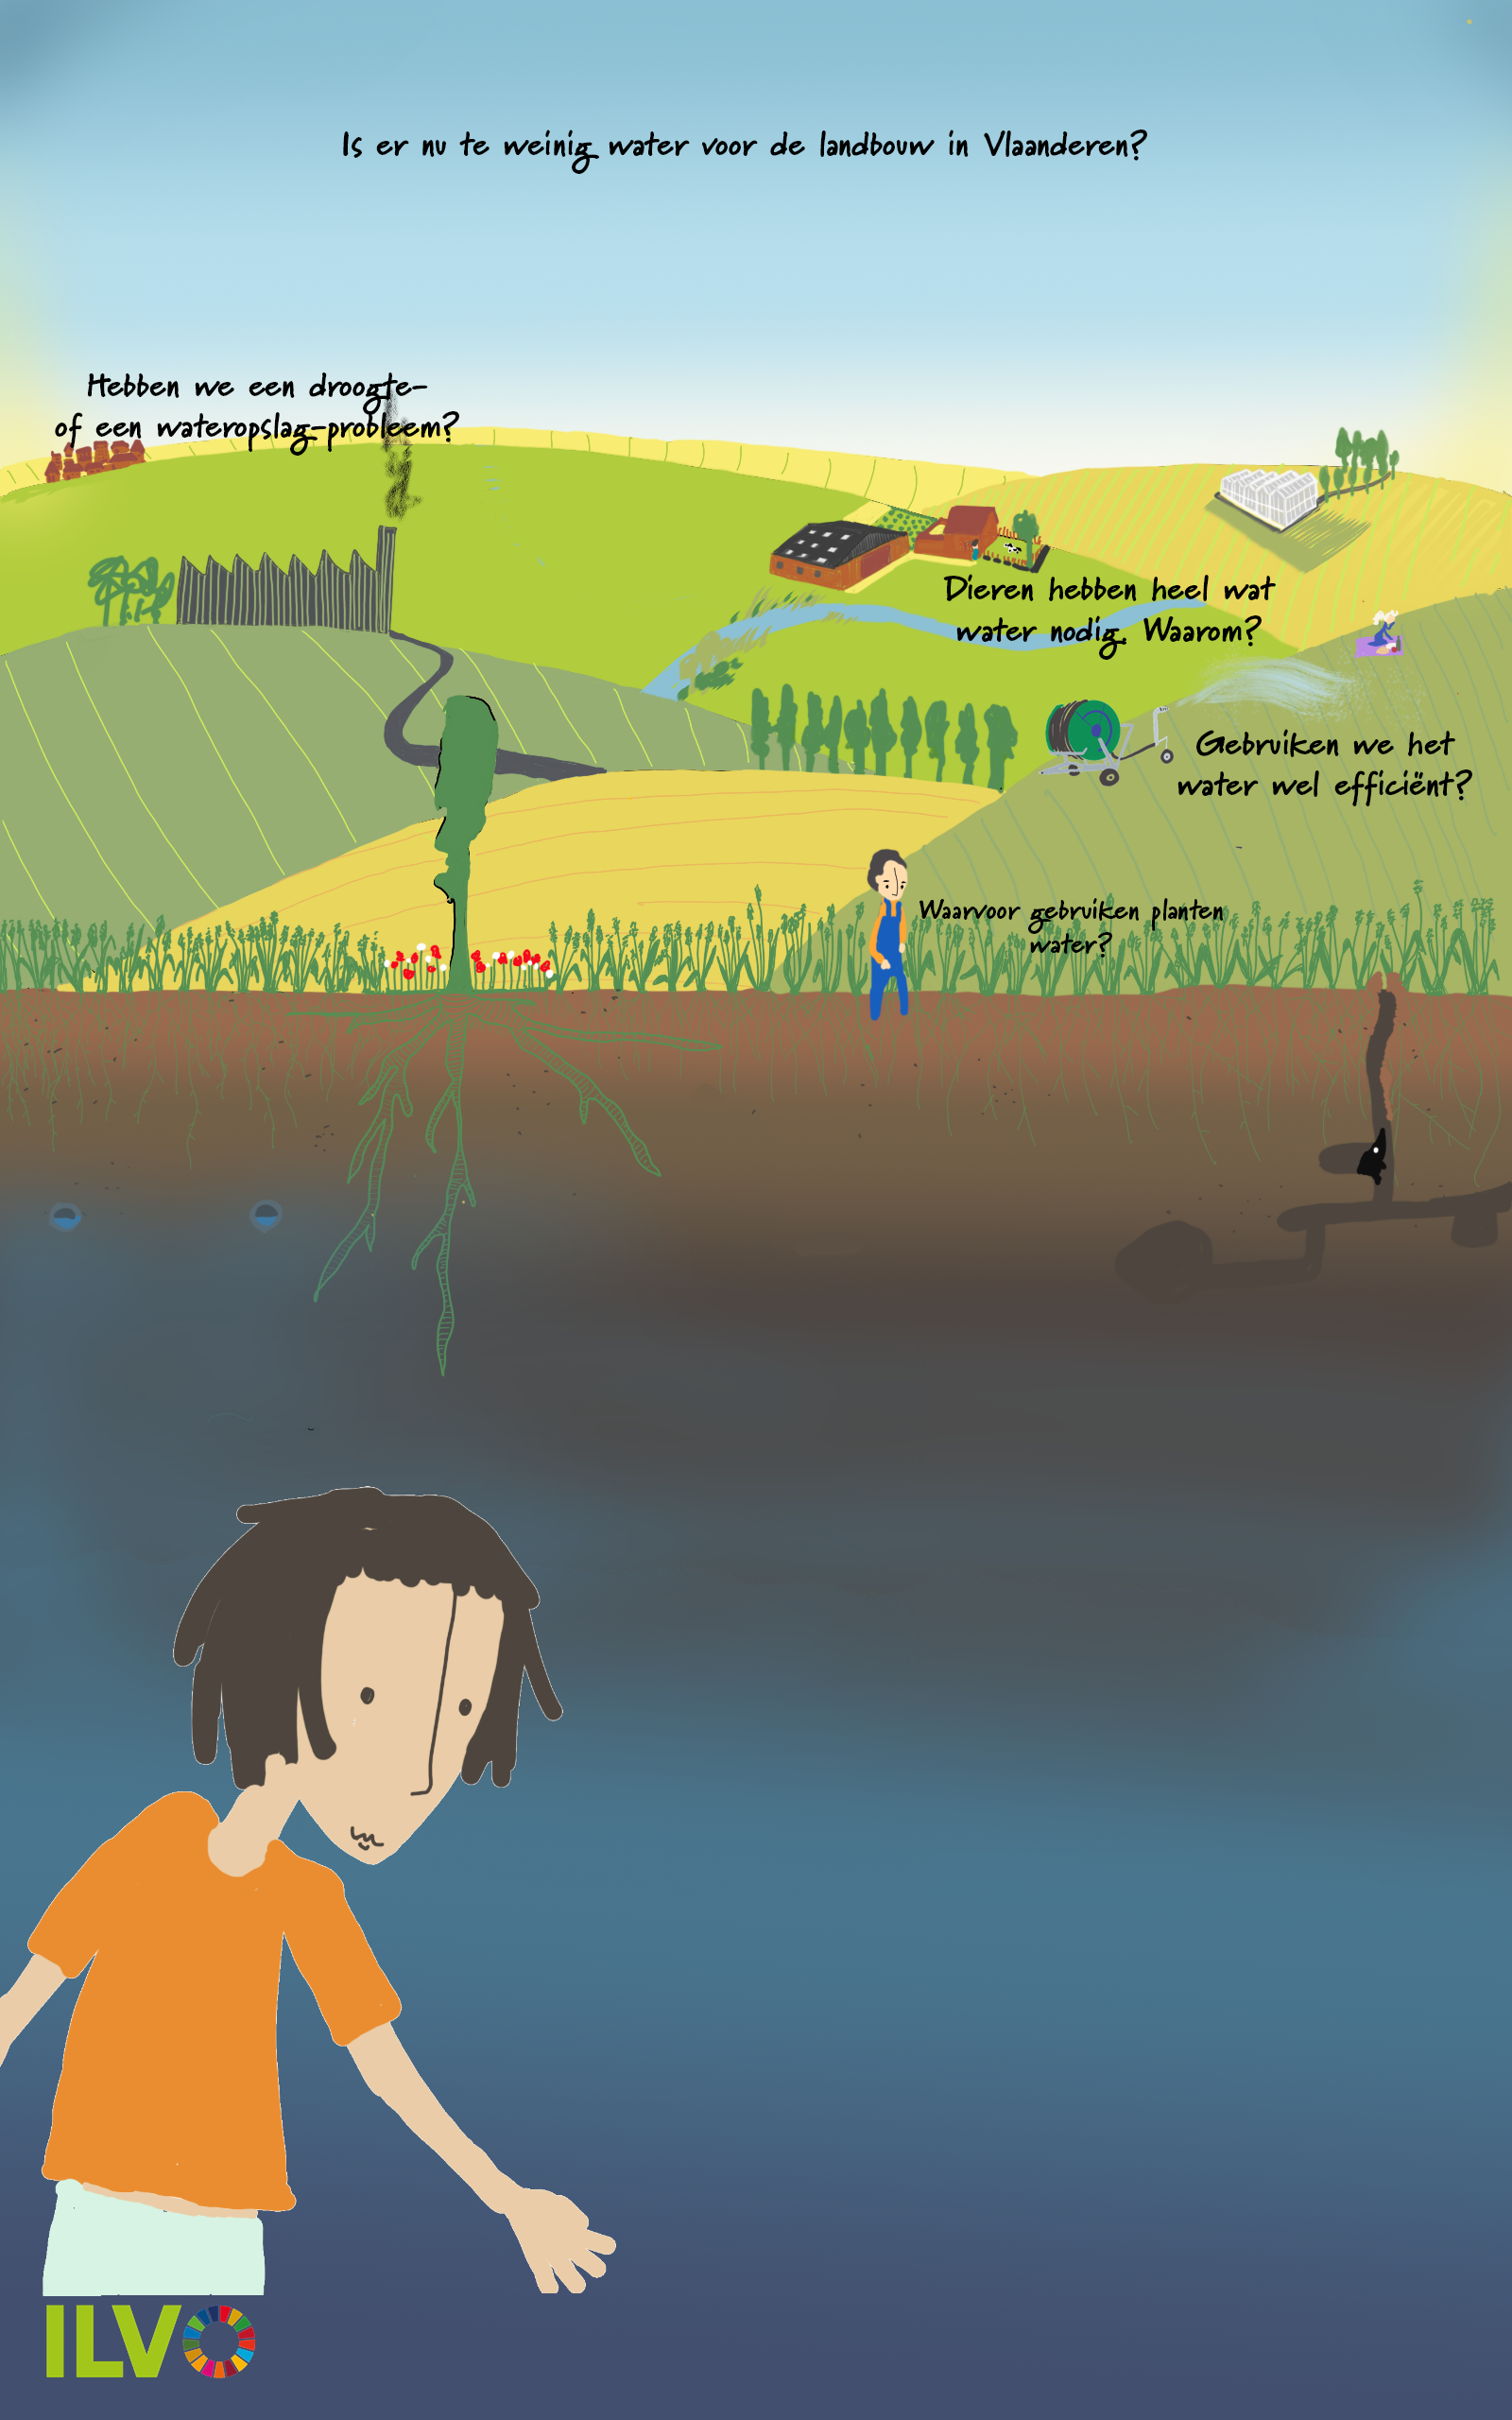 Is er nu te weinig water voor de landbouw in Vlaanderen?
Hebben we een droogte-
of een wateropslag-probleem?
Dieren hebben heel wat
water nodig. Waarom?
Gebruiken we het
water wel efficiënt?
Waarvoor gebruiken planten
water?
ILVO